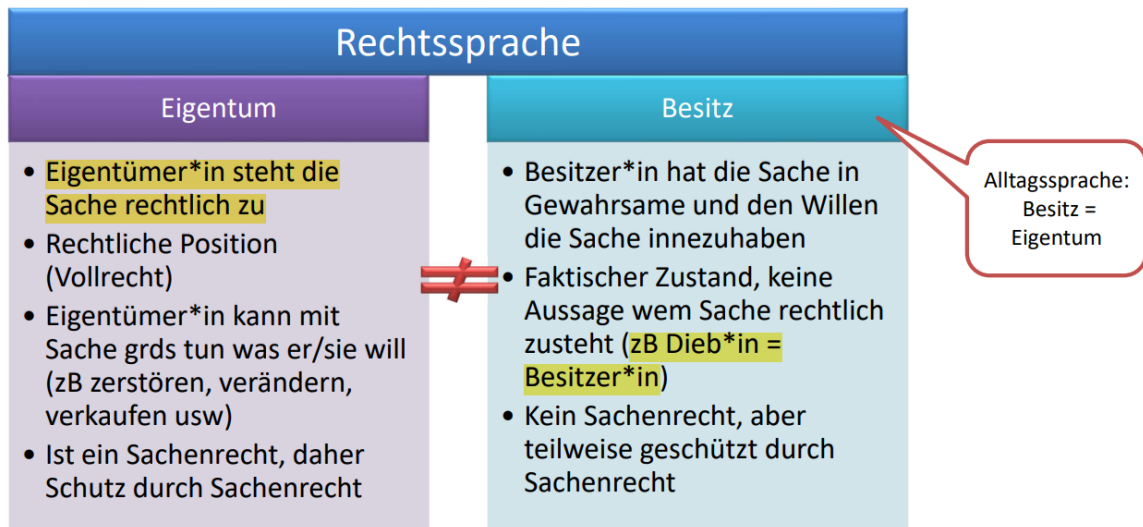 Rechtssprache
Eigentum
• Eigentümer*in steht die
Sache rechtlich zu
• Rechtliche Position
(Vollrecht)
• Eigentümer*in kann mit
Sache grds tun was er/sie will
(zB zerstören, verändern,
verkaufen usw)
• Ist ein Sachenrecht, daher
Schutz durch Sachenrecht
≠
Besitz
• Besitzer*in hat die Sache in
Gewahrsame und den Willen
die Sache innezuhaben
• Faktischer Zustand, keine
Aussage wem Sache rechtlich
zusteht (zB Dieb*in =
Besitzer*in)
• Kein Sachenrecht, aber
teilweise geschützt durch
Sachenrecht
Alltagssprache:
Besitz =
Eigentum